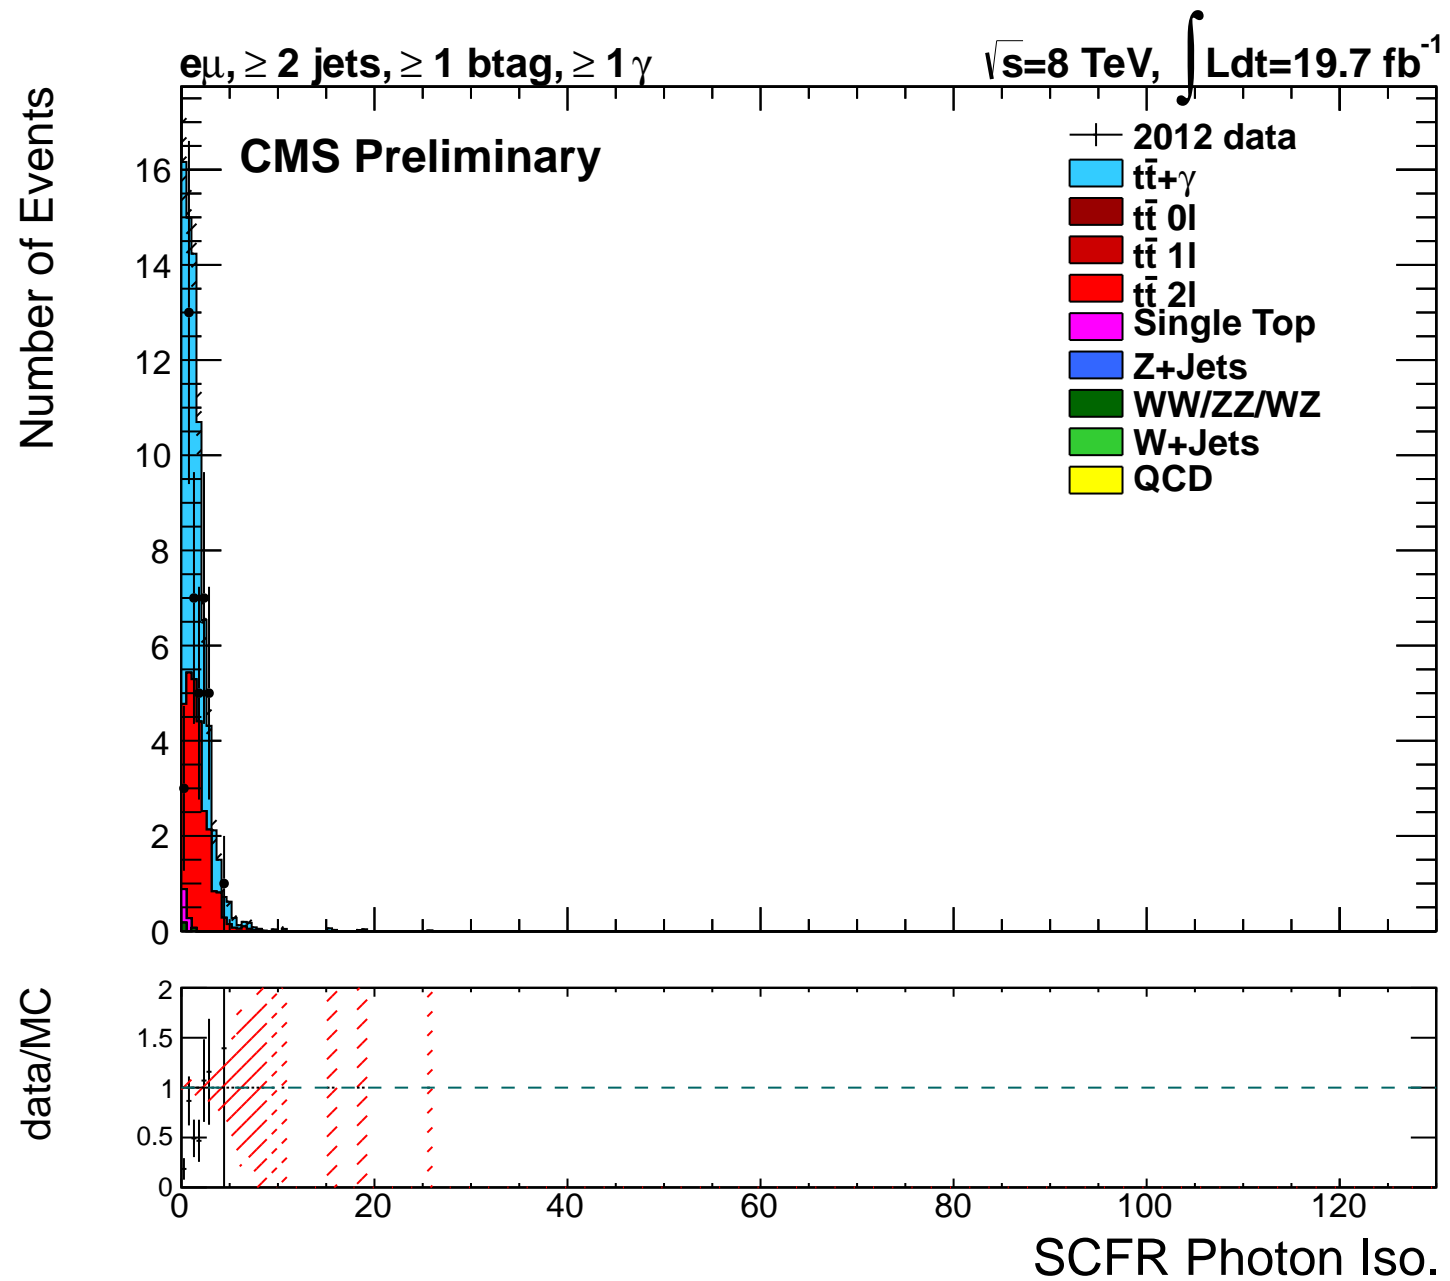 eμ, ≥ 2 jets, ≥ 1 btag, ≥ 1 γ
√s=8 TeV, ∫Ldt=19.7 fb⁻¹
CMS Preliminary
2012 data
tt̄+γ
tt̄ 0l
tt̄ 1l
tt̄ 2l
Single Top
Z+Jets
WW/ZZ/WZ
W+Jets
QCD
Number of Events
16
14
12
10
8
6
4
2
0
data/MC
2
1.5
1
0.5
0
0 20 40 60 80 100 120
SCFR Photon Iso.